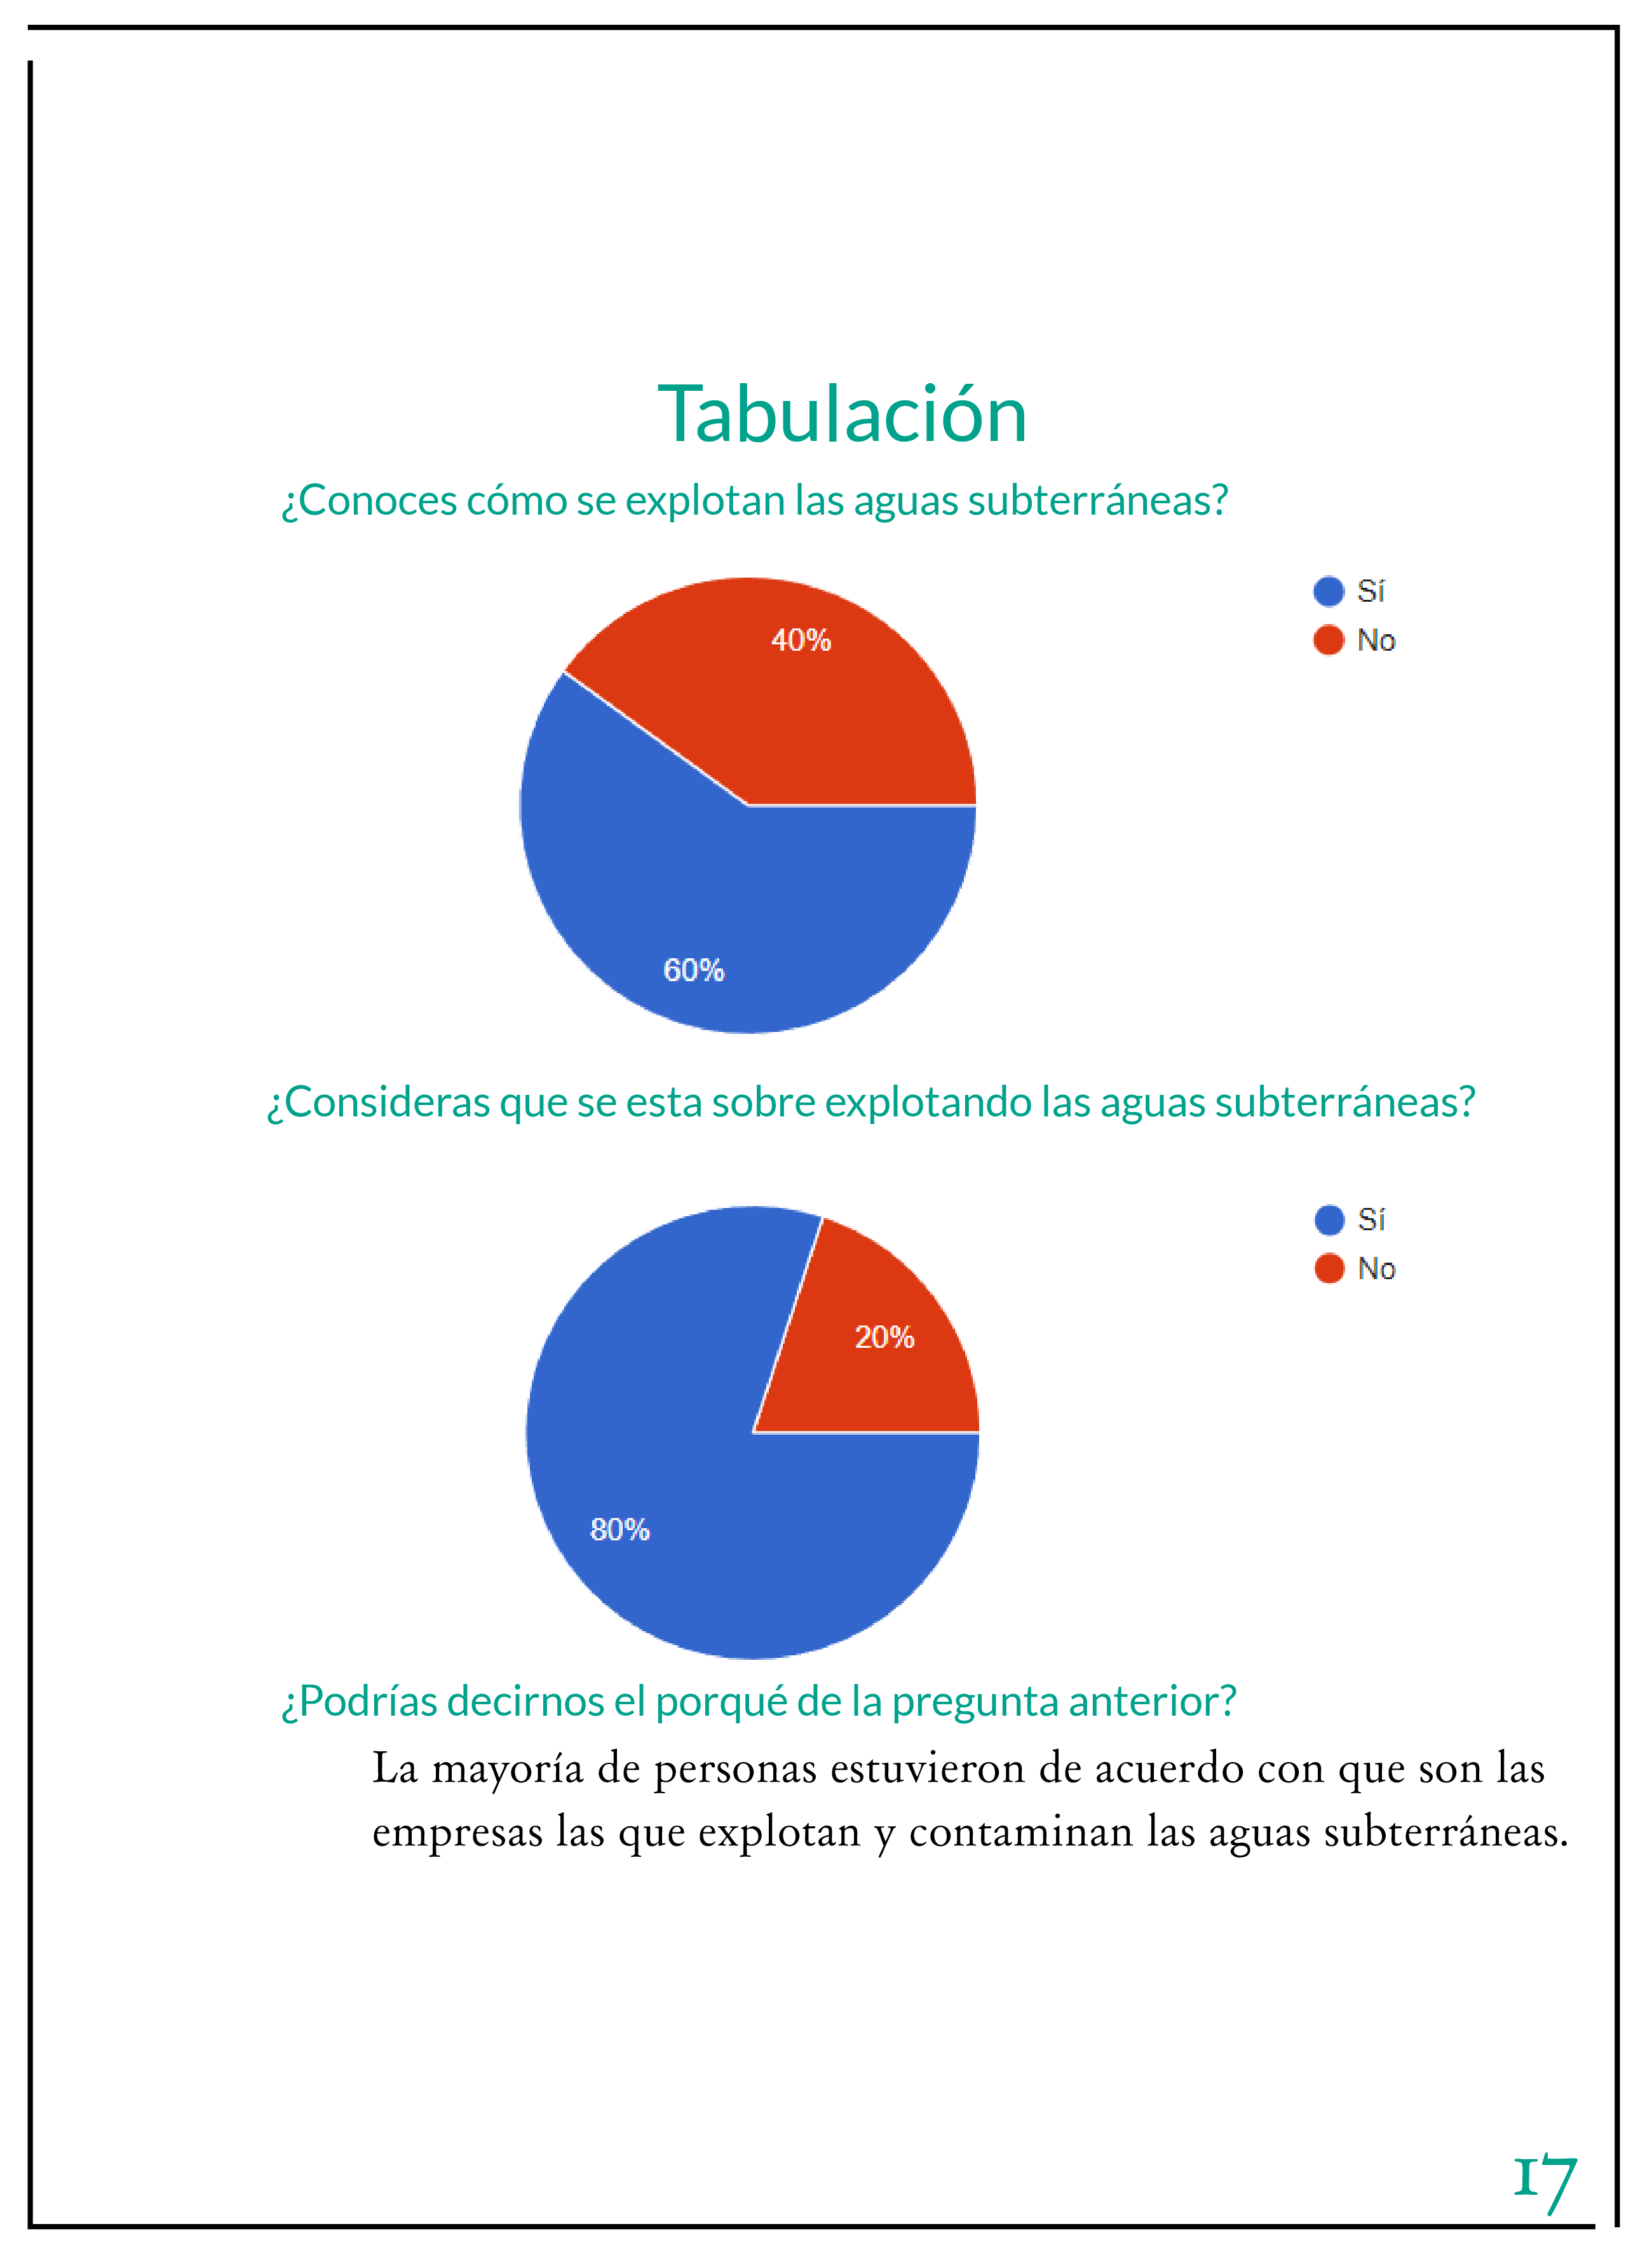 Tabulación
¿Conoces cómo se explotan las aguas subterráneas?
Sí
No
40%
60%
¿Consideras que se esta sobre explotando las aguas subterráneas?
Sí
No
20%
80%
¿Podrías decirnos el porqué de la pregunta anterior?
La mayoría de personas estuvieron de acuerdo con que son las
empresas las que explotan y contaminan las aguas subterráneas.
17